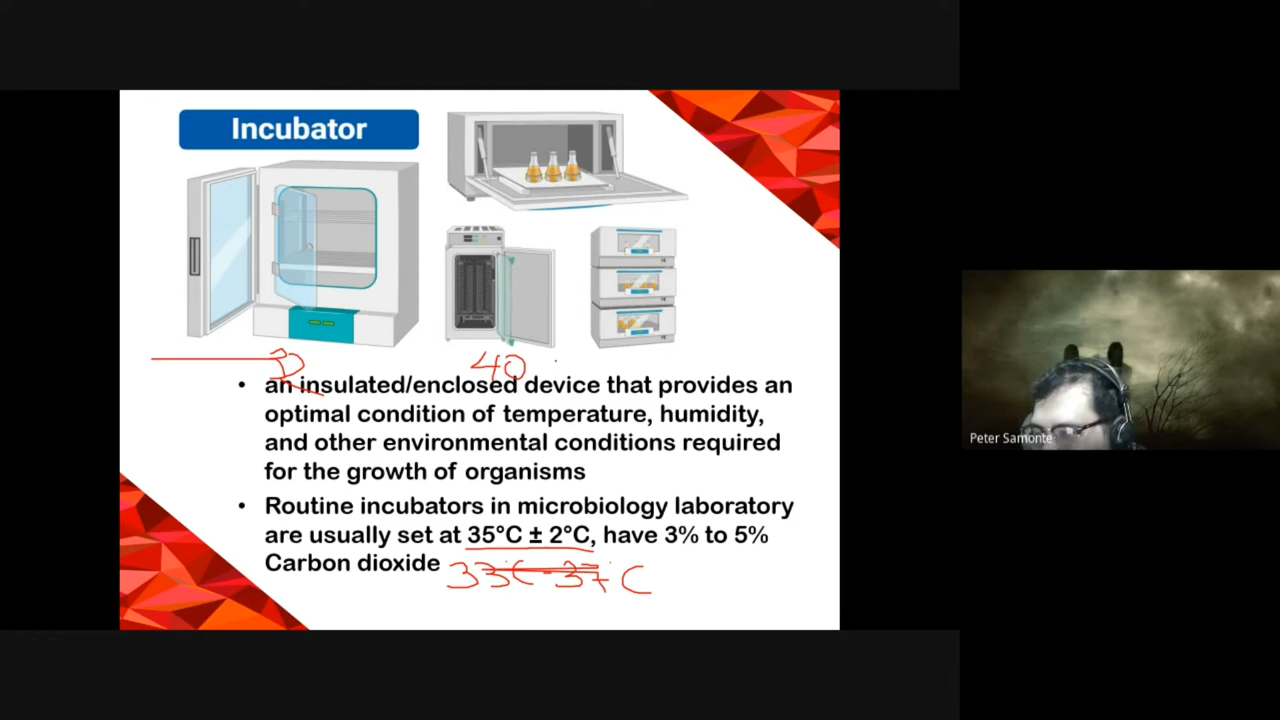 Incubator
40
• an insulated/enclosed device that provides an
optimal condition of temperature, humidity,
and other environmental conditions required
for the growth of organisms
• Routine incubators in microbiology laboratory
are usually set at 35°C ± 2°C, have 3% to 5%
Carbon dioxide
33°C-37°C
Peter Samonte